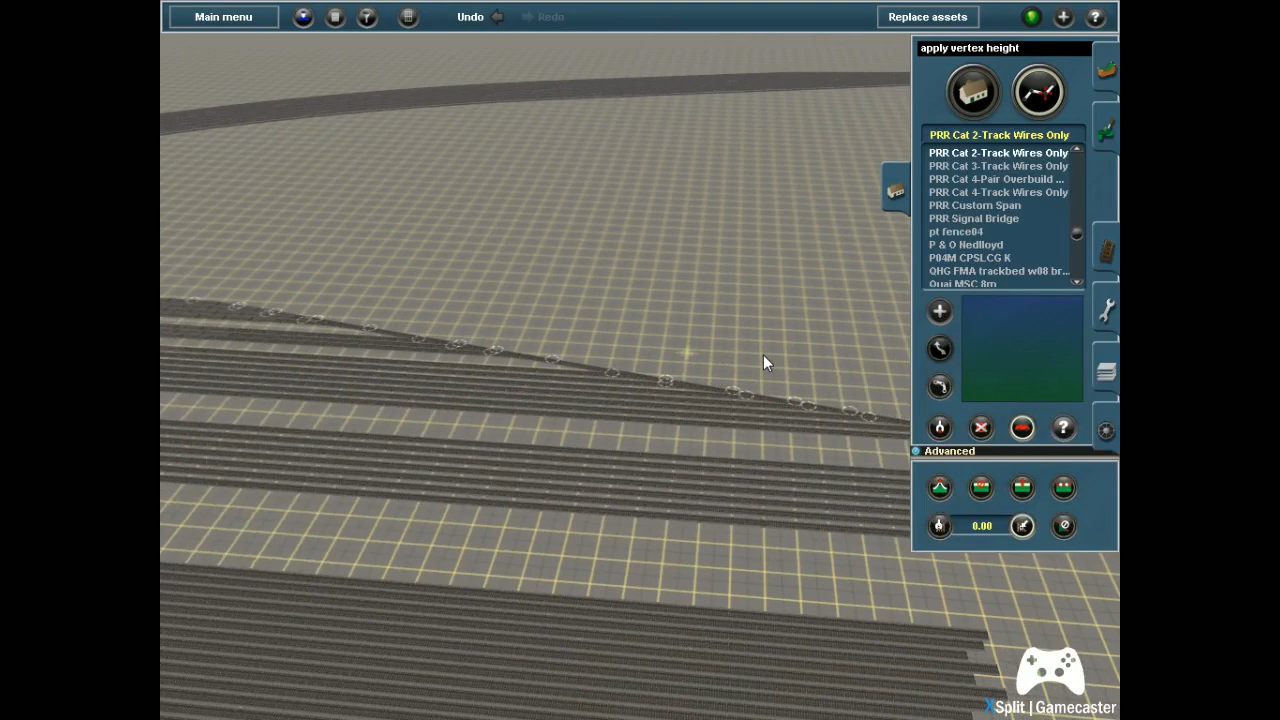 Main menu
Undo
Redo
Replace assets
apply vertex height
PRR Cat 2-Track Wires Only
PRR Cat 2-Track Wires Only
PRR Cat 3-Track Wires Only
PRR Cat 4-Pair Overbuild ...
PRR Cat 4-Track Wires Only
PRR Custom Span
PRR Signal Bridge
pt fence04
P & O Nedlloyd
P04M CPSLCG K
QHG FMA trackbed w08 br...
Quai MSC 8m
Advanced
0.00
XSplit | Gamecaster